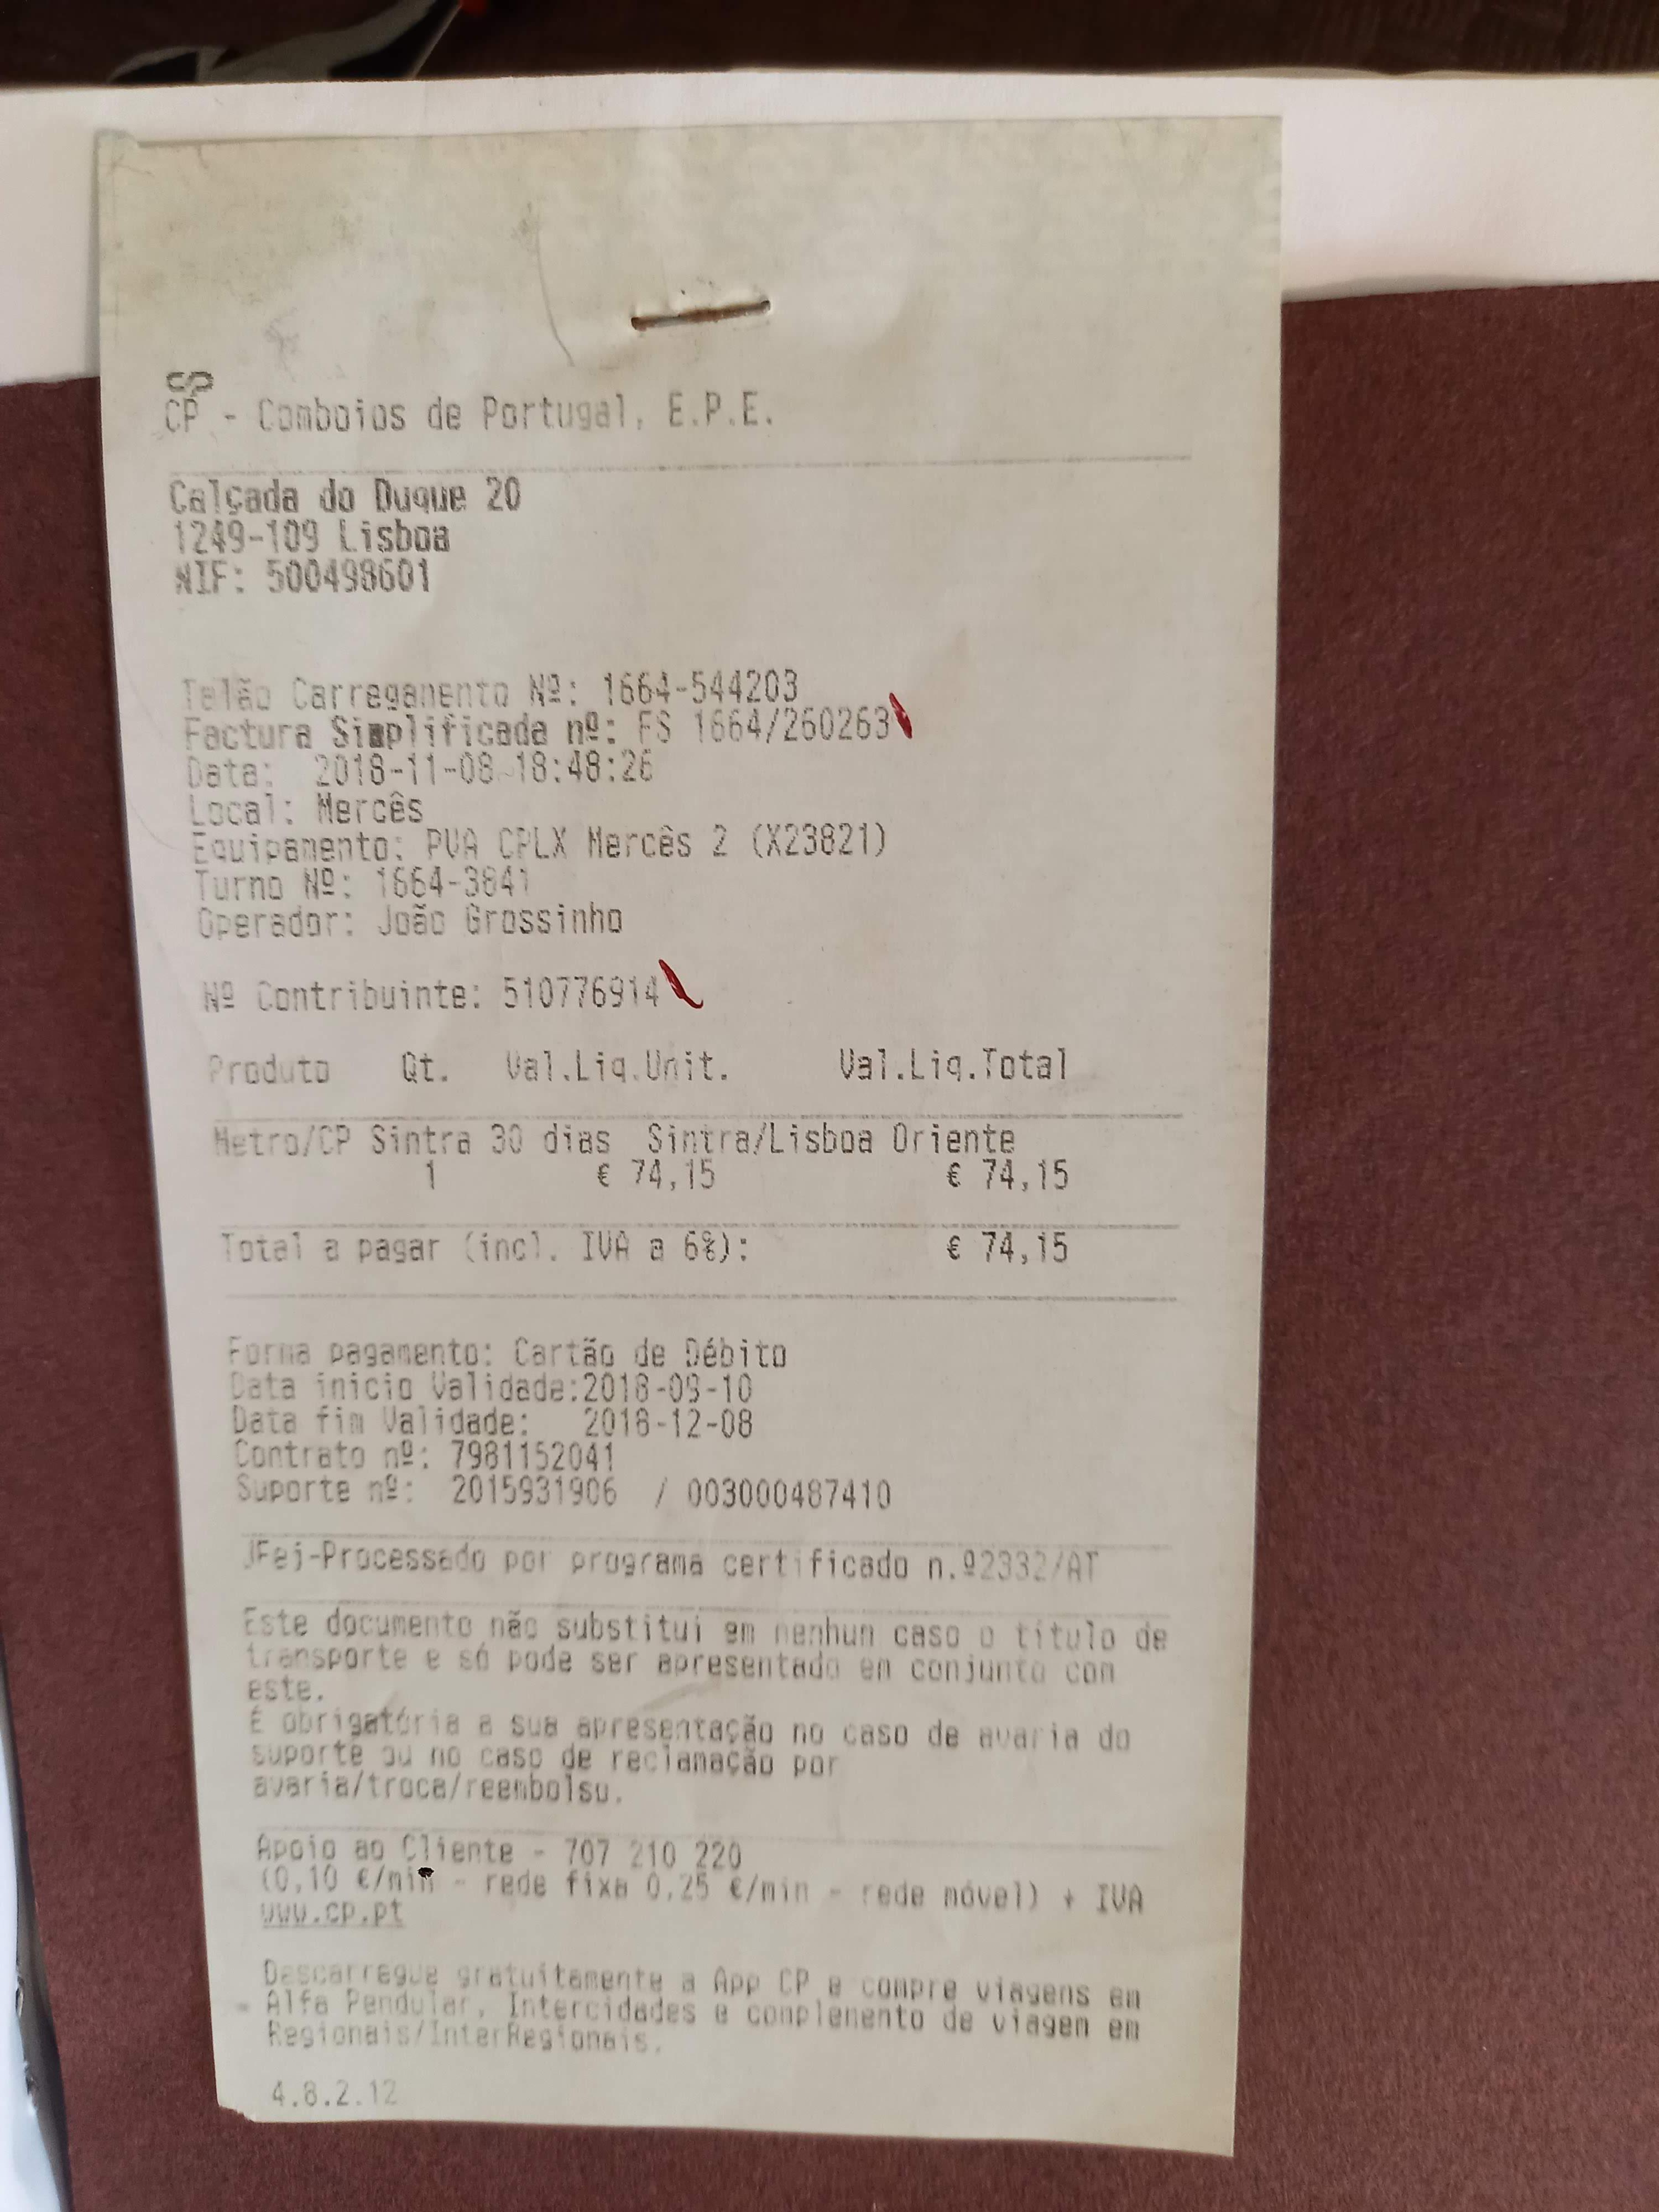 CP - Comboios de Portugal, E.P.E.
Calçada do Duque 20
1249-109 Lisboa
NIF: 500498601
Talão Carregamento Nº: 1664-544203
Factura Simplificada nº: FS 1664/260263
Data: 2018-11-08 18:48:26
Local: Mercês
Equipamento: PVA CPLX Mercês 2 (X23821)
Turno Nº: 1664-3841
Operador: João Grossinho
Nº Contribuinte: 510776914
Produto Qt. Val.Liq.Unit. Val.Liq.Total
Metro/CP Sintra 30 dias Sintra/Lisboa Oriente
1 € 74,15 € 74,15
Total a pagar (incl. IVA a 6%): € 74,15
Forma pagamento: Cartão de Débito
Data inicio Validade:2018-09-10
Data fim Validade: 2018-12-08
Contrato nº: 7981152041
Suporte nº: 2015931906 / 003000487410
JFej-Processado por programa certificado n.º2332/AT
Este documento não substitui em nenhum caso o título de
transporte e só pode ser apresentado em conjunto com
este.
É obrigatória a sua apresentação no caso de avaria do
suporte ou no caso de reclamação por
avaria/troca/reembolso.
Apoio ao Cliente - 707 210 220
(0,10 €/min - rede fixa 0,25 €/min - rede móvel) + IVA
www.cp.pt
Descarregue gratuitamente a App CP e compre viagens em
Alfa Pendular, Intercidades e complemento de viagem em
Regionais/InterRegionais.
4.8.2.12